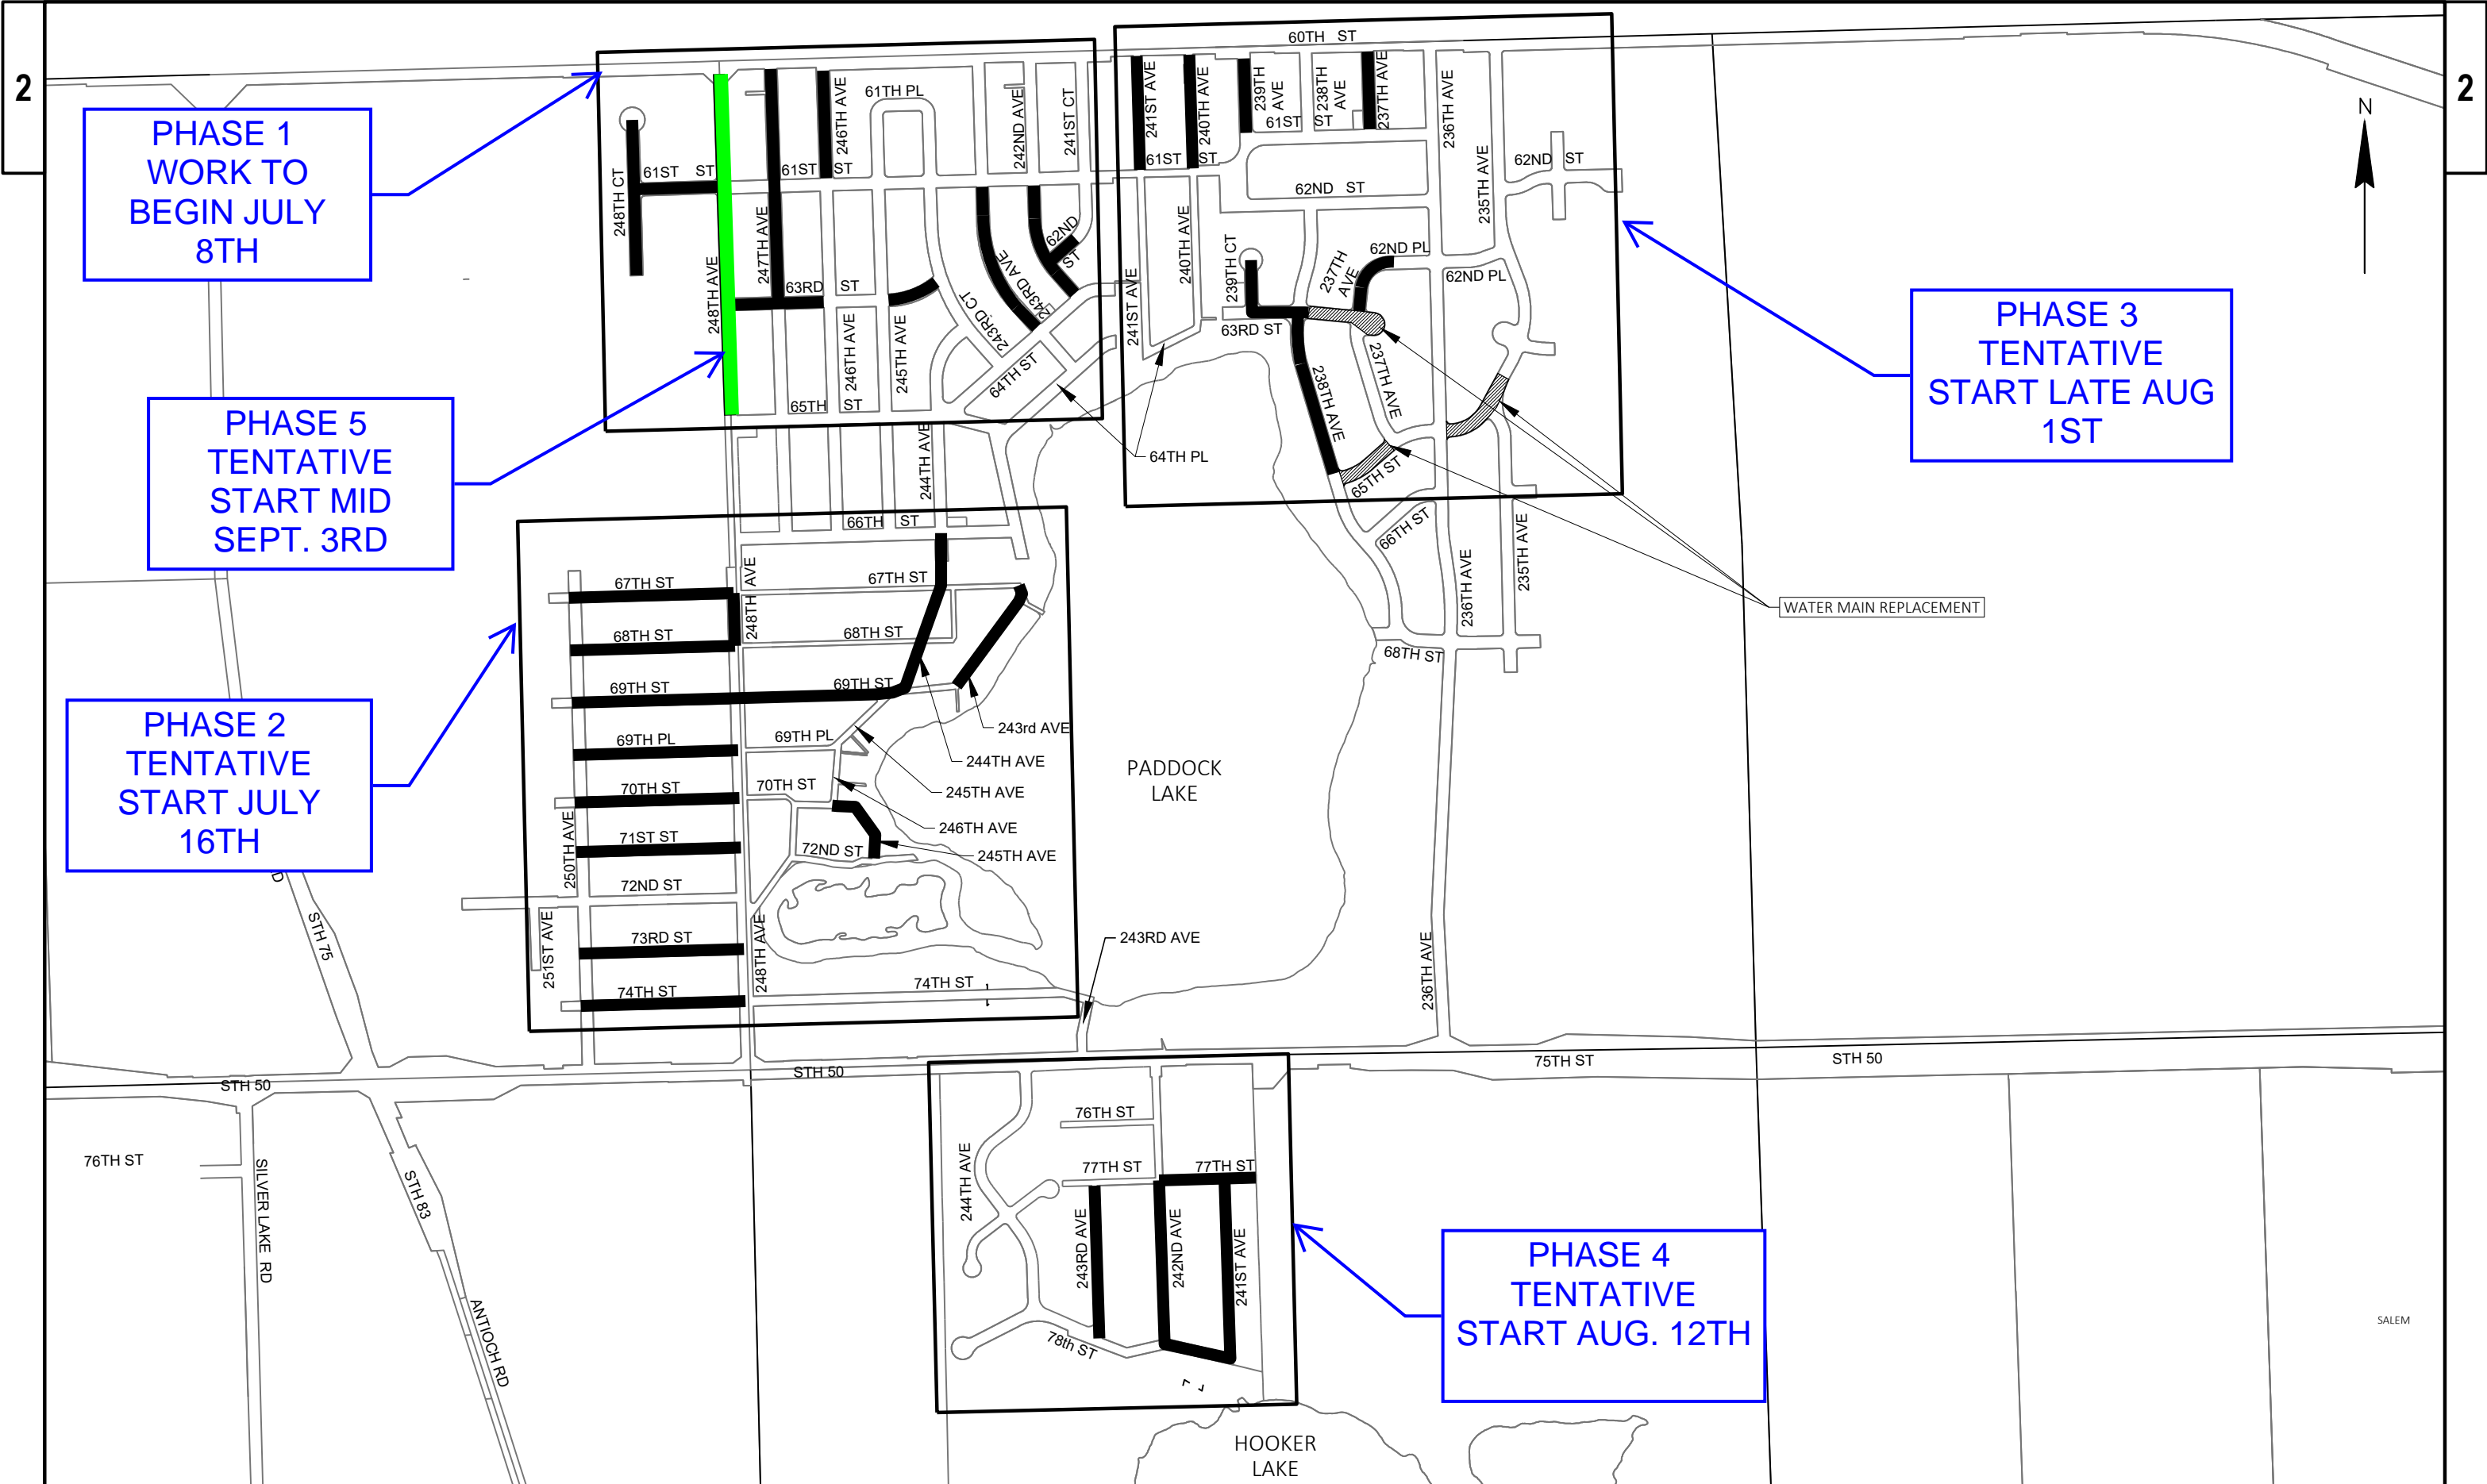 2
2
60TH ST
N
PHASE 1
WORK TO
BEGIN JULY
8TH
PHASE 5
TENTATIVE
START MID
SEPT. 3RD
PHASE 2
TENTATIVE
START JULY
16TH
PHASE 3
TENTATIVE
START LATE AUG
1ST
PHASE 4
TENTATIVE
START AUG. 12TH
248TH CT
61ST ST
248TH AVE
247TH AVE
61ST ST
246TH AVE
61TH PL
242ND AVE
241ST CT
63RD ST
246TH AVE
245TH AVE
243RD CT
243RD AVE
62ND
ST
64TH ST
65TH ST
64TH PL
241ST AVE
240TH AVE
61ST ST
239TH
AVE
238TH
AVE
61ST ST
237TH AVE
236TH AVE
235TH AVE
62ND ST
62ND ST
240TH AVE
241ST AVE
239TH CT
63RD ST
237TH
AVE
62ND PL
62ND PL
237TH AVE
238TH AVE
65TH ST
66TH ST
236TH AVE
235TH AVE
68TH ST
WATER MAIN REPLACEMENT
244TH AVE
66TH ST
67TH ST
248TH AVE
67TH ST
68TH ST
68TH ST
69TH ST
69TH ST
69TH PL
69TH PL
70TH ST
70TH ST
71ST ST
72ND ST
72ND ST
73RD ST
74TH ST
74TH ST
250TH AVE
251ST AVE
248TH AVE
243rd AVE
244TH AVE
245TH AVE
246TH AVE
245TH AVE
243RD AVE
PADDOCK
LAKE
236TH AVE
D
STH 75
STH 50
STH 50
75TH ST
STH 50
76TH ST
SILVER LAKE RD
STH 83
ANTIOCH RD
244TH AVE
76TH ST
77TH ST
77TH ST
243RD AVE
242ND AVE
241ST AVE
78th ST
SALEM
HOOKER
LAKE